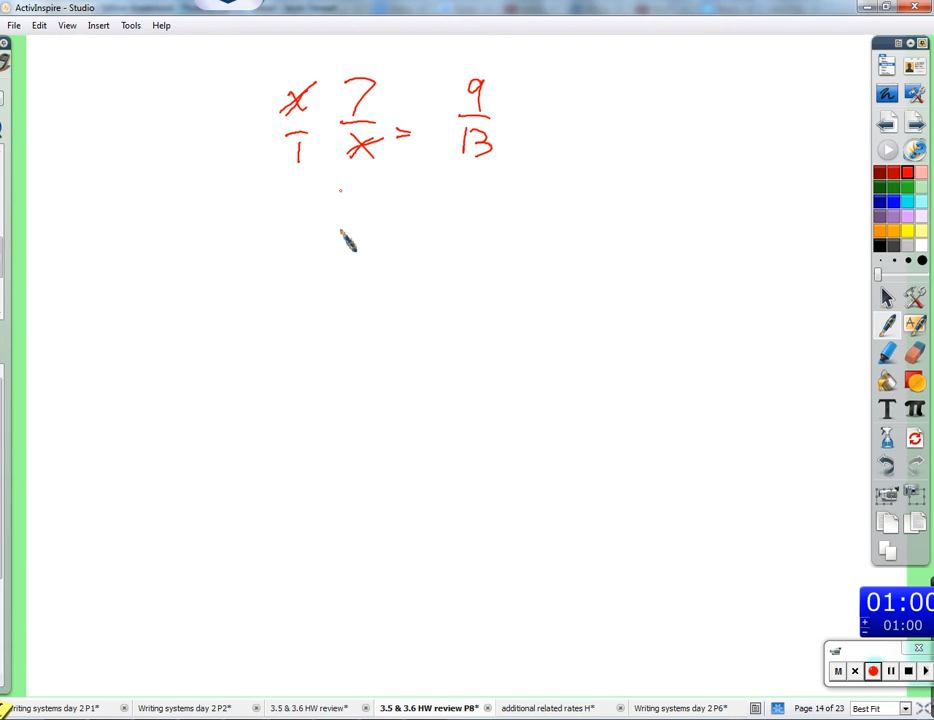 ActivInspire - Studio
File Edit View Insert Tools Help
x 7 9
1 x = 13
01:00
01:00
M
riting systems day 2 P1* Writing systems day 2 P2* 3.5 & 3.6 HW review* 3.5 & 3.6 HW review P8* additional related rates H* Writing systems day 2 P6* Page 14 of 23 Best Fit